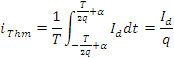 i_{Thm} = \frac{1}{T} \int_{-\frac{T}{2q}+\alpha}^{\frac{T}{2q}+\alpha} I_d dt = \frac{I_d}{q}